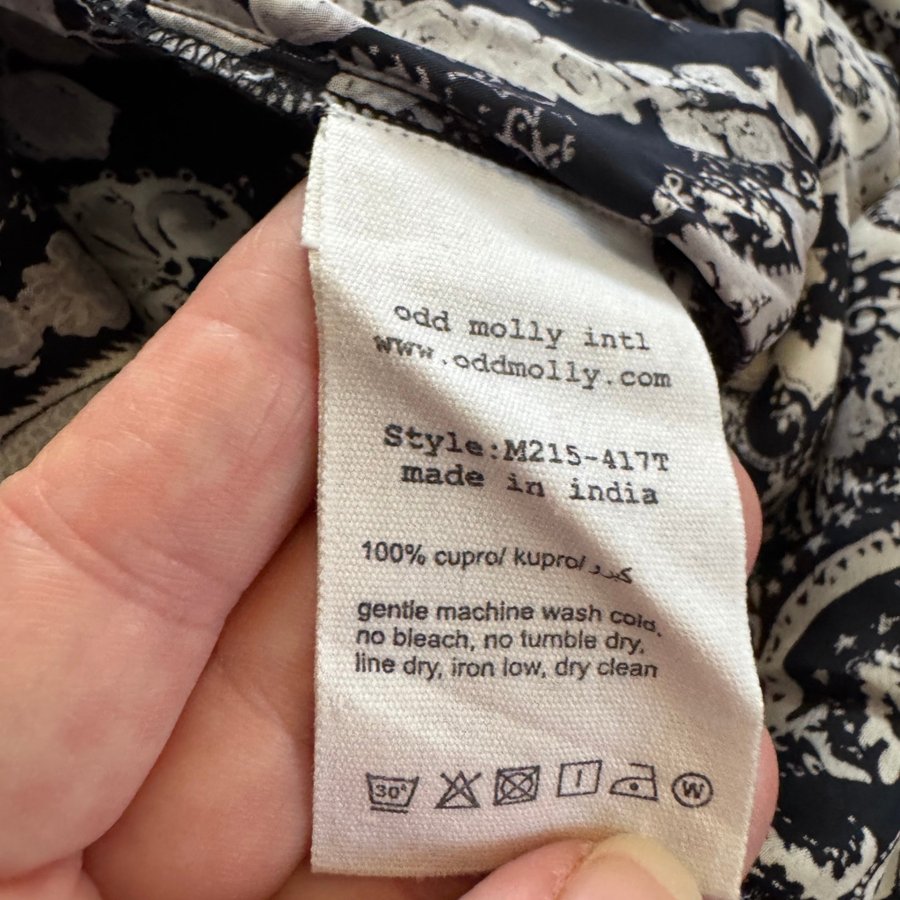 odd molly intl
www.oddmolly.com
Style:M215-417T
made in india
100% cupro/ kupro/
gentle machine wash cold,
no bleach, no tumble dry,
line dry, iron low, dry clean
30°
W